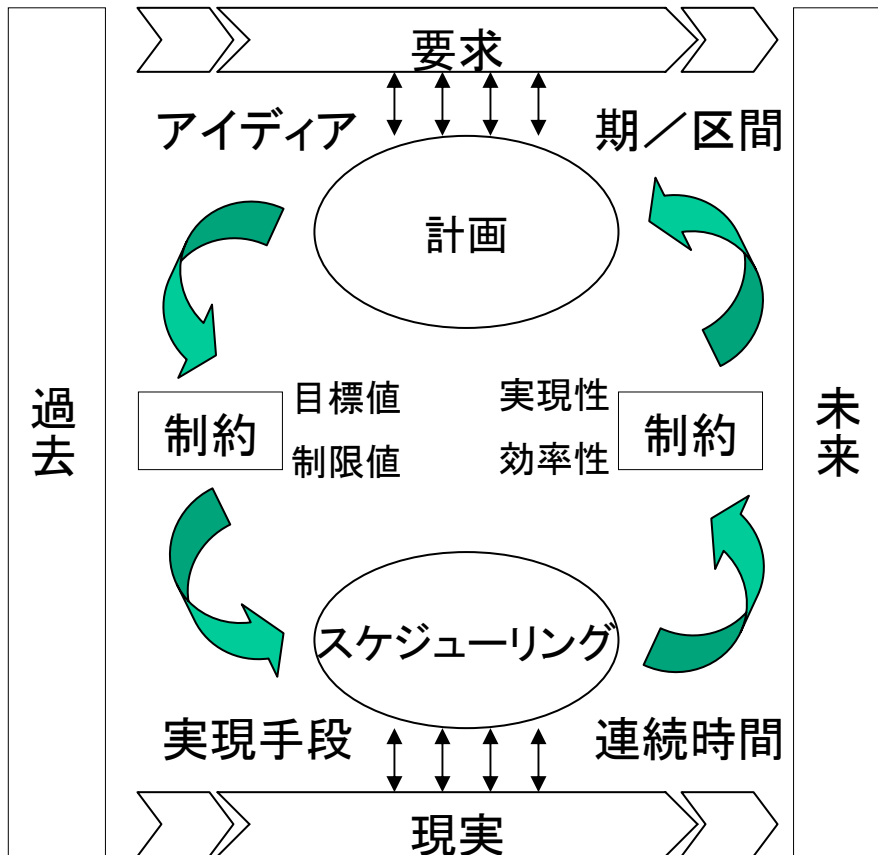 要求
アイディア
期／区間
計画
過去
未来
制約
目標値
制限値
実現性
効率性
制約
スケジューリング
実現手段
連続時間
現実